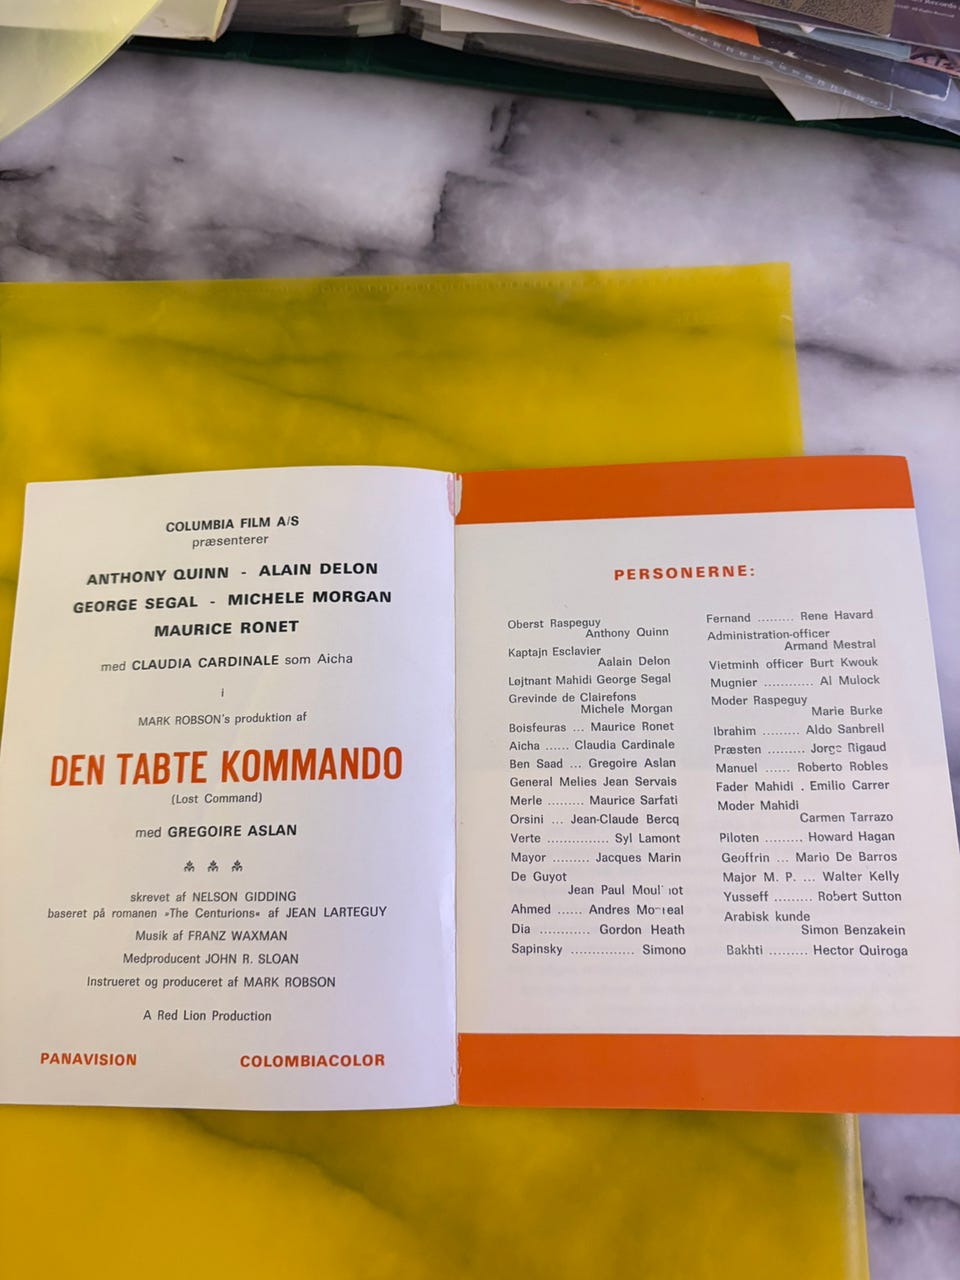 COLUMBIA FILM A/S
præsenterer
ANTHONY QUINN - ALAIN DELON
GEORGE SEGAL - MICHELE MORGAN
MAURICE RONET
med CLAUDIA CARDINALE som Aicha
i
MARK ROBSON's produktion af
DEN TABTE KOMMANDO
(Lost Command)
med GREGOIRE ASLAN
skrevet af NELSON GIDDING
baseret på romanen »The Centurions« af JEAN LARTEGUY
Musik af FRANZ WAXMAN
Medproducent JOHN R. SLOAN
Instrueret og produceret af MARK ROBSON
A Red Lion Production
PANAVISION COLOMBIACOLOR
PERSONERNE:
Oberst Raspeguy
Anthony Quinn
Kaptajn Esclavier
Aalain Delon
Løjtnant Mahidi George Segal
Grevinde de Clairefons
Michele Morgan
Boisfeuras ... Maurice Ronet
Aicha ...... Claudia Cardinale
Ben Saad ... Gregoire Aslan
General Melies Jean Servais
Merle ......... Maurice Sarfati
Orsini ... Jean-Claude Bercq
Verte ............... Syl Lamont
Mayor ......... Jacques Marin
De Guyot
Jean Paul
Ahmed ...... Andres
Dia ............ Gordon Heath
Sapinsky ............... Simono
Fernand ......... Rene Havard
Administration-officer
Armand Mestral
Vietminh officer Burt Kwouk
Mugnier ............ Al Mulock
Moder Raspeguy
Marie Burke
Ibrahim ......... Aldo Sanbrell
Præsten ......... Jorge Rigaud
Manuel ...... Roberto Robles
Fader Mahidi . Emilio Carrer
Moder Mahidi
Carmen Tarrazo
Piloten ......... Howard Hagan
Geoffrin ... Mario De Barros
Major M. P. ... Walter Kelly
Yusseff ......... Robert Sutton
Arabisk kunde
Simon Benzakein
Bakhti ......... Hector Quiroga